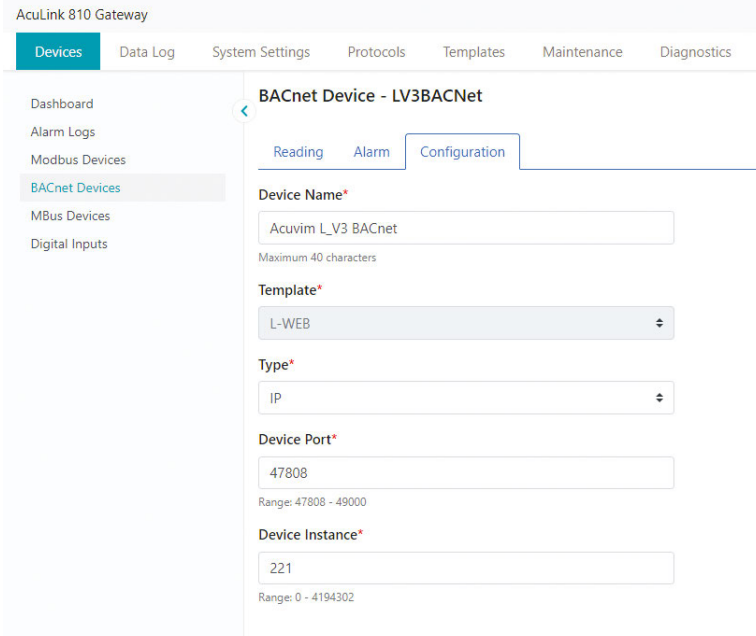 AcuLink 810 Gateway
Devices Data Log System Settings Protocols Templates Maintenance Diagnostics
Dashboard
Alarm Logs
Modbus Devices
BACnet Devices
MBus Devices
Digital Inputs
BACnet Device - LV3BACNet
Reading Alarm Configuration
Device Name*
Acuvim L_V3 BACnet
Maximum 40 characters
Template*
L-WEB
Type*
IP
Device Port*
47808
Range: 47808 - 49000
Device Instance*
221
Range: 0 - 4194302